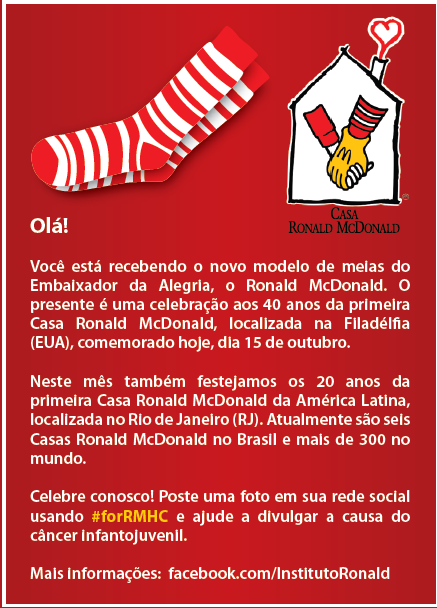 CASA
RONALD MCDONALD
Olá!
Você está recebendo o novo modelo de meias do
Embaixador da Alegria, o Ronald McDonald. O
presente é uma celebração aos 40 anos da primeira
Casa Ronald McDonald, localizada na Filadélfia
(EUA), comemorado hoje, dia 15 de outubro.
Neste mês também festejamos os 20 anos da
primeira Casa Ronald McDonald da América Latina,
localizada no Rio de Janeiro (RJ). Atualmente são seis
Casas Ronald McDonald no Brasil e mais de 300 no
mundo.
Celebre conosco! Poste uma foto em sua rede social
usando #forRMHC e ajude a divulgar a causa do
câncer infantojuvenil.
Mais informações: facebook.com/InstitutoRonald